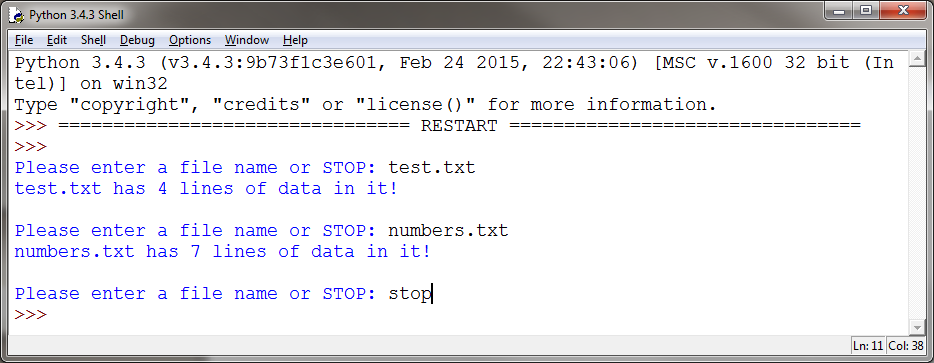 Python 3.4.3 Shell
File Edit Shell Debug Options Window Help
Python 3.4.3 (v3.4.3:9b73f1c3e601, Feb 24 2015, 22:43:06) [MSC v.1600 32 bit (In
tel)] on win32
Type "copyright", "credits" or "license()" for more information.
>>> ================================ RESTART ================================
>>>
Please enter a file name or STOP: test.txt
test.txt has 4 lines of data in it!
Please enter a file name or STOP: numbers.txt
numbers.txt has 7 lines of data in it!
Please enter a file name or STOP: stop
>>>
Ln: 11 Col: 38